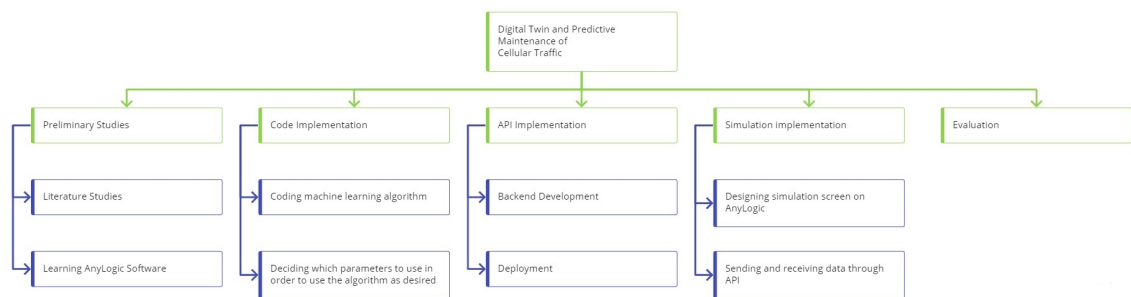 Digital Twin and Predictive
Maintenance of
Cellular Traffic
Preliminary Studies
Code Implementation
API Implementation
Simulation implementation
Evaluation
Literature Studies
Coding machine learning algorithm
Backend Development
Designing simulation screen on
AnyLogic
Learning AnyLogic Software
Deciding which parameters to use in
order to use the algorithm as desired
Deployment
Sending and receiving data through
API